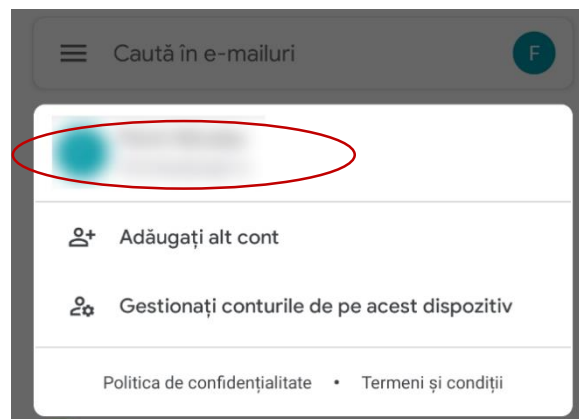 Caută în e-mailuri
F
Adăugați alt cont
Gestionați conturile de pe acest dispozitiv
Politica de confidențialitate • Termeni și condiții